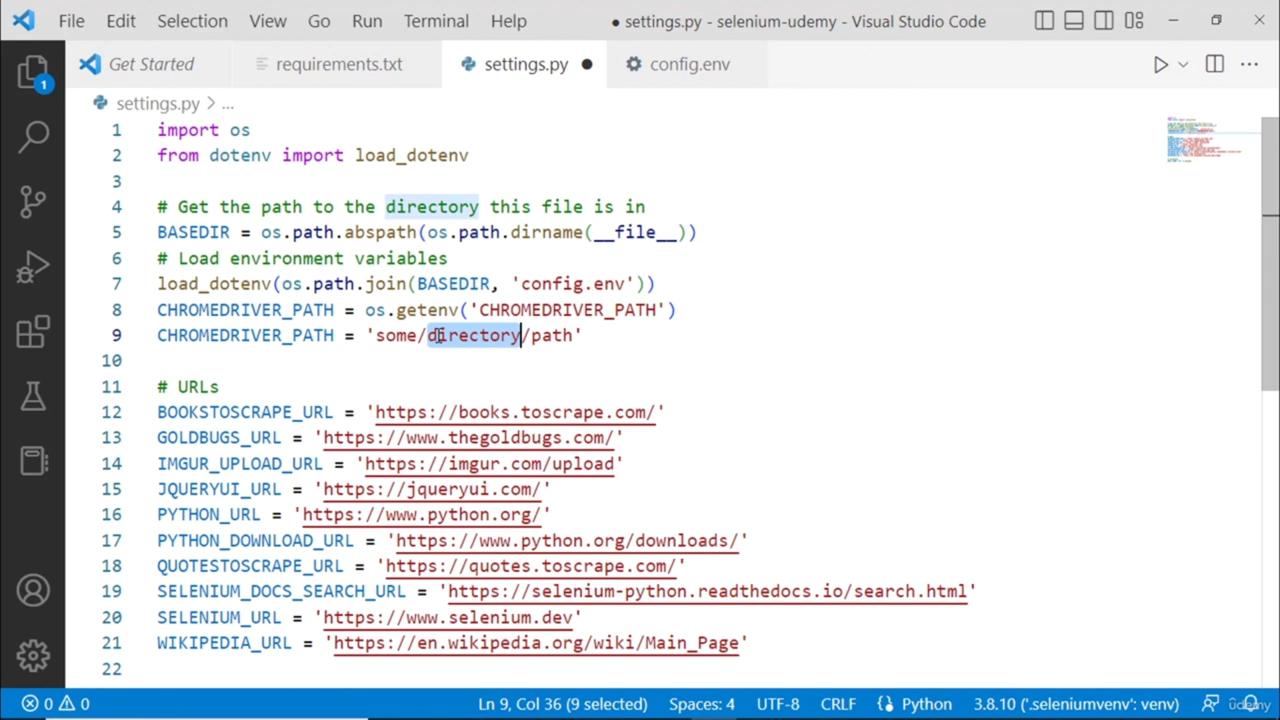 File Edit Selection View Go Run Terminal Help ● settings.py - selenium-udemy - Visual Studio Code
Get Started requirements.txt settings.py config.env
settings.py > ...
1 import os
2 from dotenv import load_dotenv
3
4 # Get the path to the directory this file is in
5 BASEDIR = os.path.abspath(os.path.dirname(__file__))
6 # Load environment variables
7 load_dotenv(os.path.join(BASEDIR, 'config.env'))
8 CHROMEDRIVER_PATH = os.getenv('CHROMEDRIVER_PATH')
9 CHROMEDRIVER_PATH = 'some/directory/path'
10
11 # URLs
12 BOOKSTOSCRAPE_URL = 'https://books.toscrape.com/'
13 GOLDBUGS_URL = 'https://www.thegoldbugs.com/'
14 IMGUR_UPLOAD_URL = 'https://imgur.com/upload'
15 JQUERYUI_URL = 'https://jqueryui.com/'
16 PYTHON_URL = 'https://www.python.org/'
17 PYTHON_DOWNLOAD_URL = 'https://www.python.org/downloads/'
18 QUOTESTOSCRAPE_URL = 'https://quotes.toscrape.com/'
19 SELENIUM_DOCS_SEARCH_URL = 'https://selenium-python.readthedocs.io/search.html'
20 SELENIUM_URL = 'https://www.selenium.dev'
21 WIKIPEDIA_URL = 'https://en.wikipedia.org/wiki/Main_Page'
22
1
0 0 Ln 9, Col 36 (9 selected) Spaces: 4 UTF-8 CRLF Python 3.8.10 ('.seleniumvenv': venv) udemy